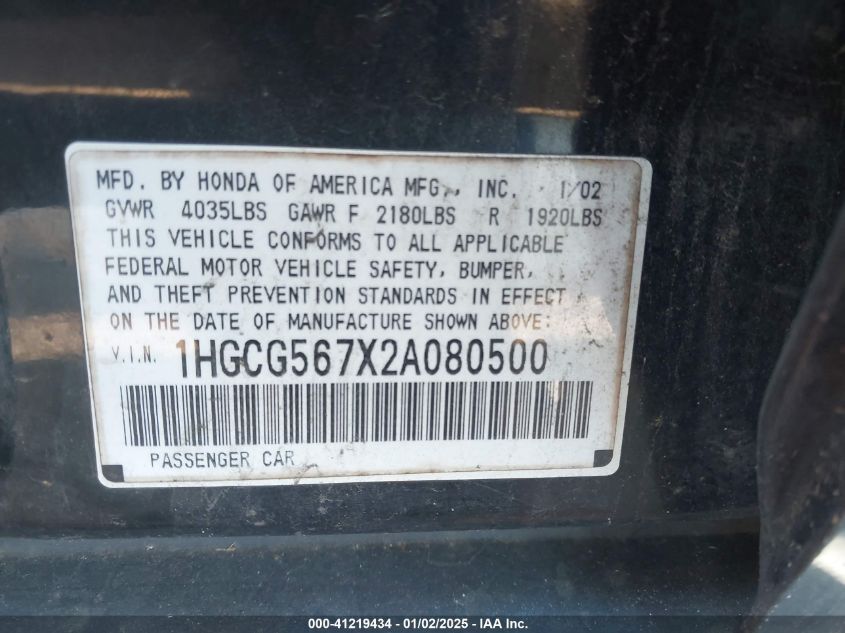 MFD. BY HONDA OF AMERICA MFG., INC. 1/02
GVWR 4035LBS GAWR F 2180LBS R 1920LBS
THIS VEHICLE CONFORMS TO ALL APPLICABLE
FEDERAL MOTOR VEHICLE SAFETY, BUMPER,
AND THEFT PREVENTION STANDARDS IN EFFECT
ON THE DATE OF MANUFACTURE SHOWN ABOVE:
V.I.N. 1HGCG567X2A080500
PASSENGER CAR
000-41219434 - 01/02/2025 - IAA Inc.